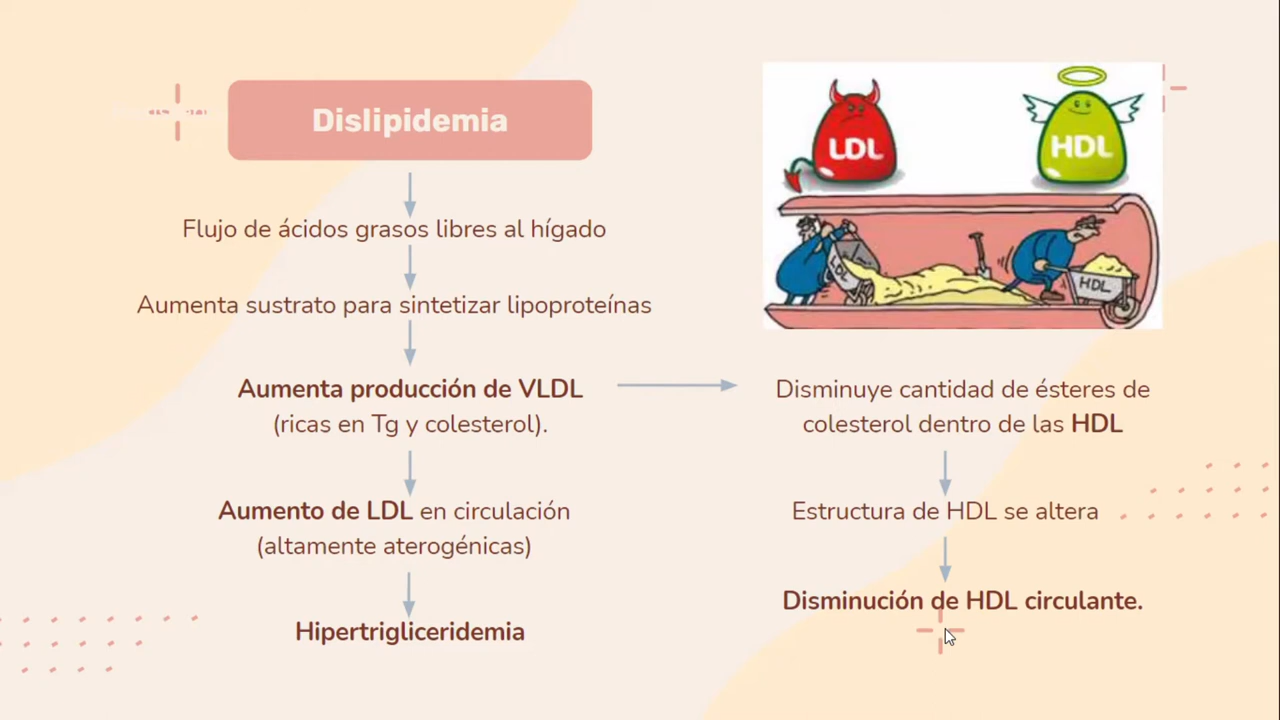 Dislipidemia
Flujo de ácidos grasos libres al hígado
Aumenta sustrato para sintetizar lipoproteínas
Aumenta producción de VLDL
(ricas en Tg y colesterol).
Aumento de LDL en circulación
(altamente aterogénicas)
Hipertrigliceridemia
LDL
HDL
LDL
HDL
Disminuye cantidad de ésteres de
colesterol dentro de las HDL
Estructura de HDL se altera
Disminución de HDL circulante.